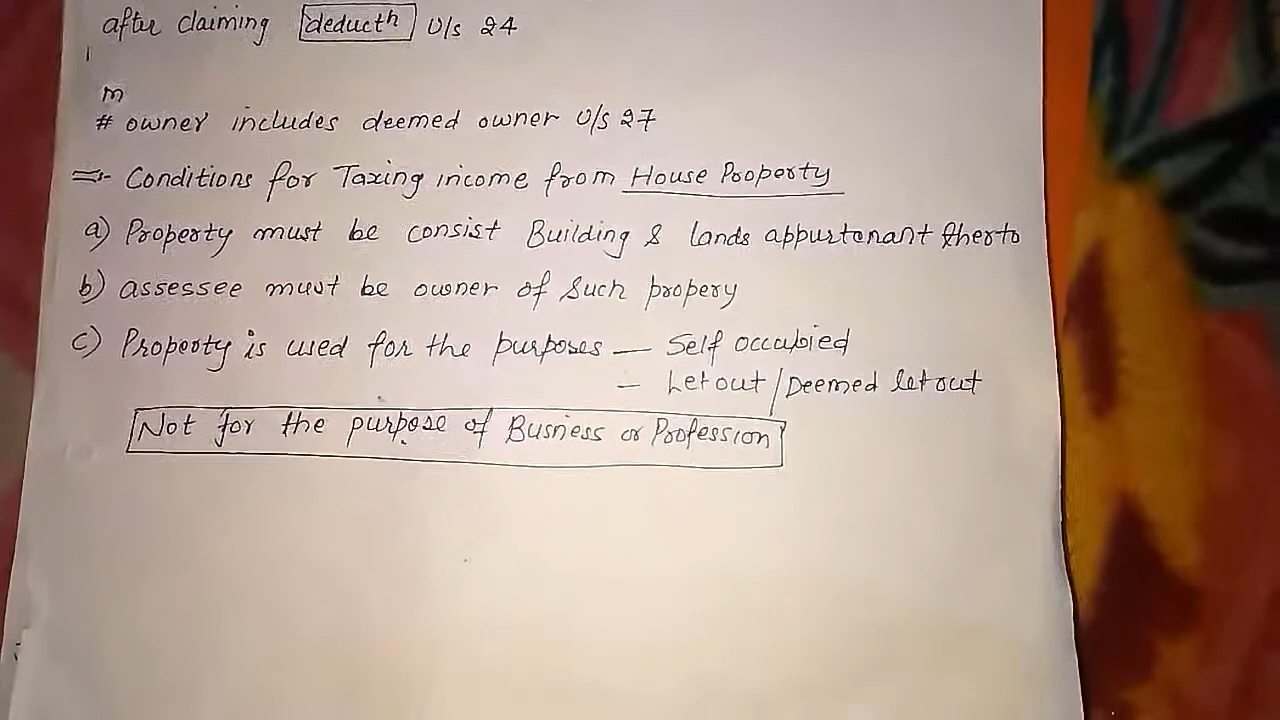 after claiming deductn U/s 24
m
# owner includes deemed owner U/s 27
=> Conditions for Taxing income from House Property
a) Property must be consist Building & lands appurtenant therto
b) assessee must be owner of Such propery
c) Property is used for the purposes — Self occupied
— Let out / Deemed let out
Not for the purpose of Busniess or Profession